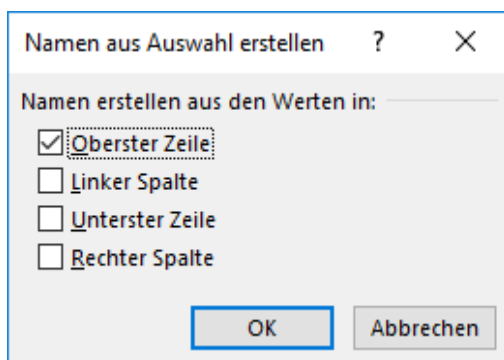 Namen aus Auswahl erstellen ? ×
Namen erstellen aus den Werten in:
Oberster Zeile
Linker Spalte
Unterster Zeile
Rechter Spalte
OK Abbrechen